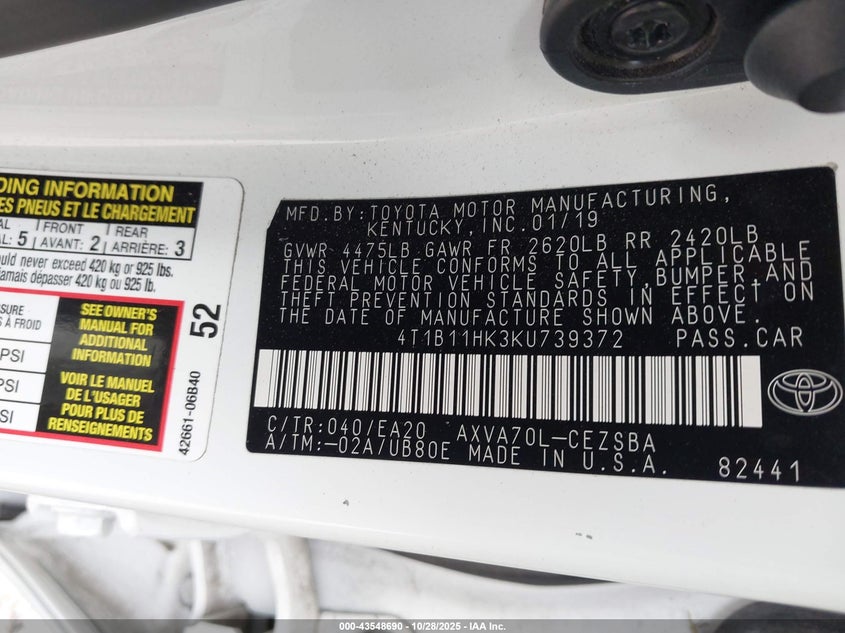 DING INFORMATION
ES PNEUS ET LE CHARGEMENT
AL 5 FRONT 2 REAR 3
AL: AVANT: ARRIÈRE:
ould never exceed 420 kg or 925 lbs.
jamais dépasser 420 kg ou 925 lb.
SSURE
S À FROID
PSI
PSI
SI
SEE OWNER'S
MANUAL FOR
ADDITIONAL
INFORMATION
VOIR LE MANUEL
DE L'USAGER
POUR PLUS DE
RENSEIGNEMENTS
52
42661-06B40
MFD. BY: TOYOTA MOTOR MANUFACTURING,
KENTUCKY, INC. 01/19
GVWR 4475LB GAWR FR 2620LB RR 2420LB
THIS VEHICLE CONFORMS TO ALL APPLICABLE
FEDERAL MOTOR VEHICLE SAFETY, BUMPER, AND
THEFT PREVENTION STANDARDS IN EFFECT ON
THE DATE OF MANUFACTURE SHOWN ABOVE.
4T1B11HK3KU739372 PASS. CAR
C/TR: 040/EA20 AXVA70L-CEZSBA
A/TM: -02A/UB80E MADE IN U.S.A.
82441
000-43548690 - 10/28/2025 - IAA Inc.